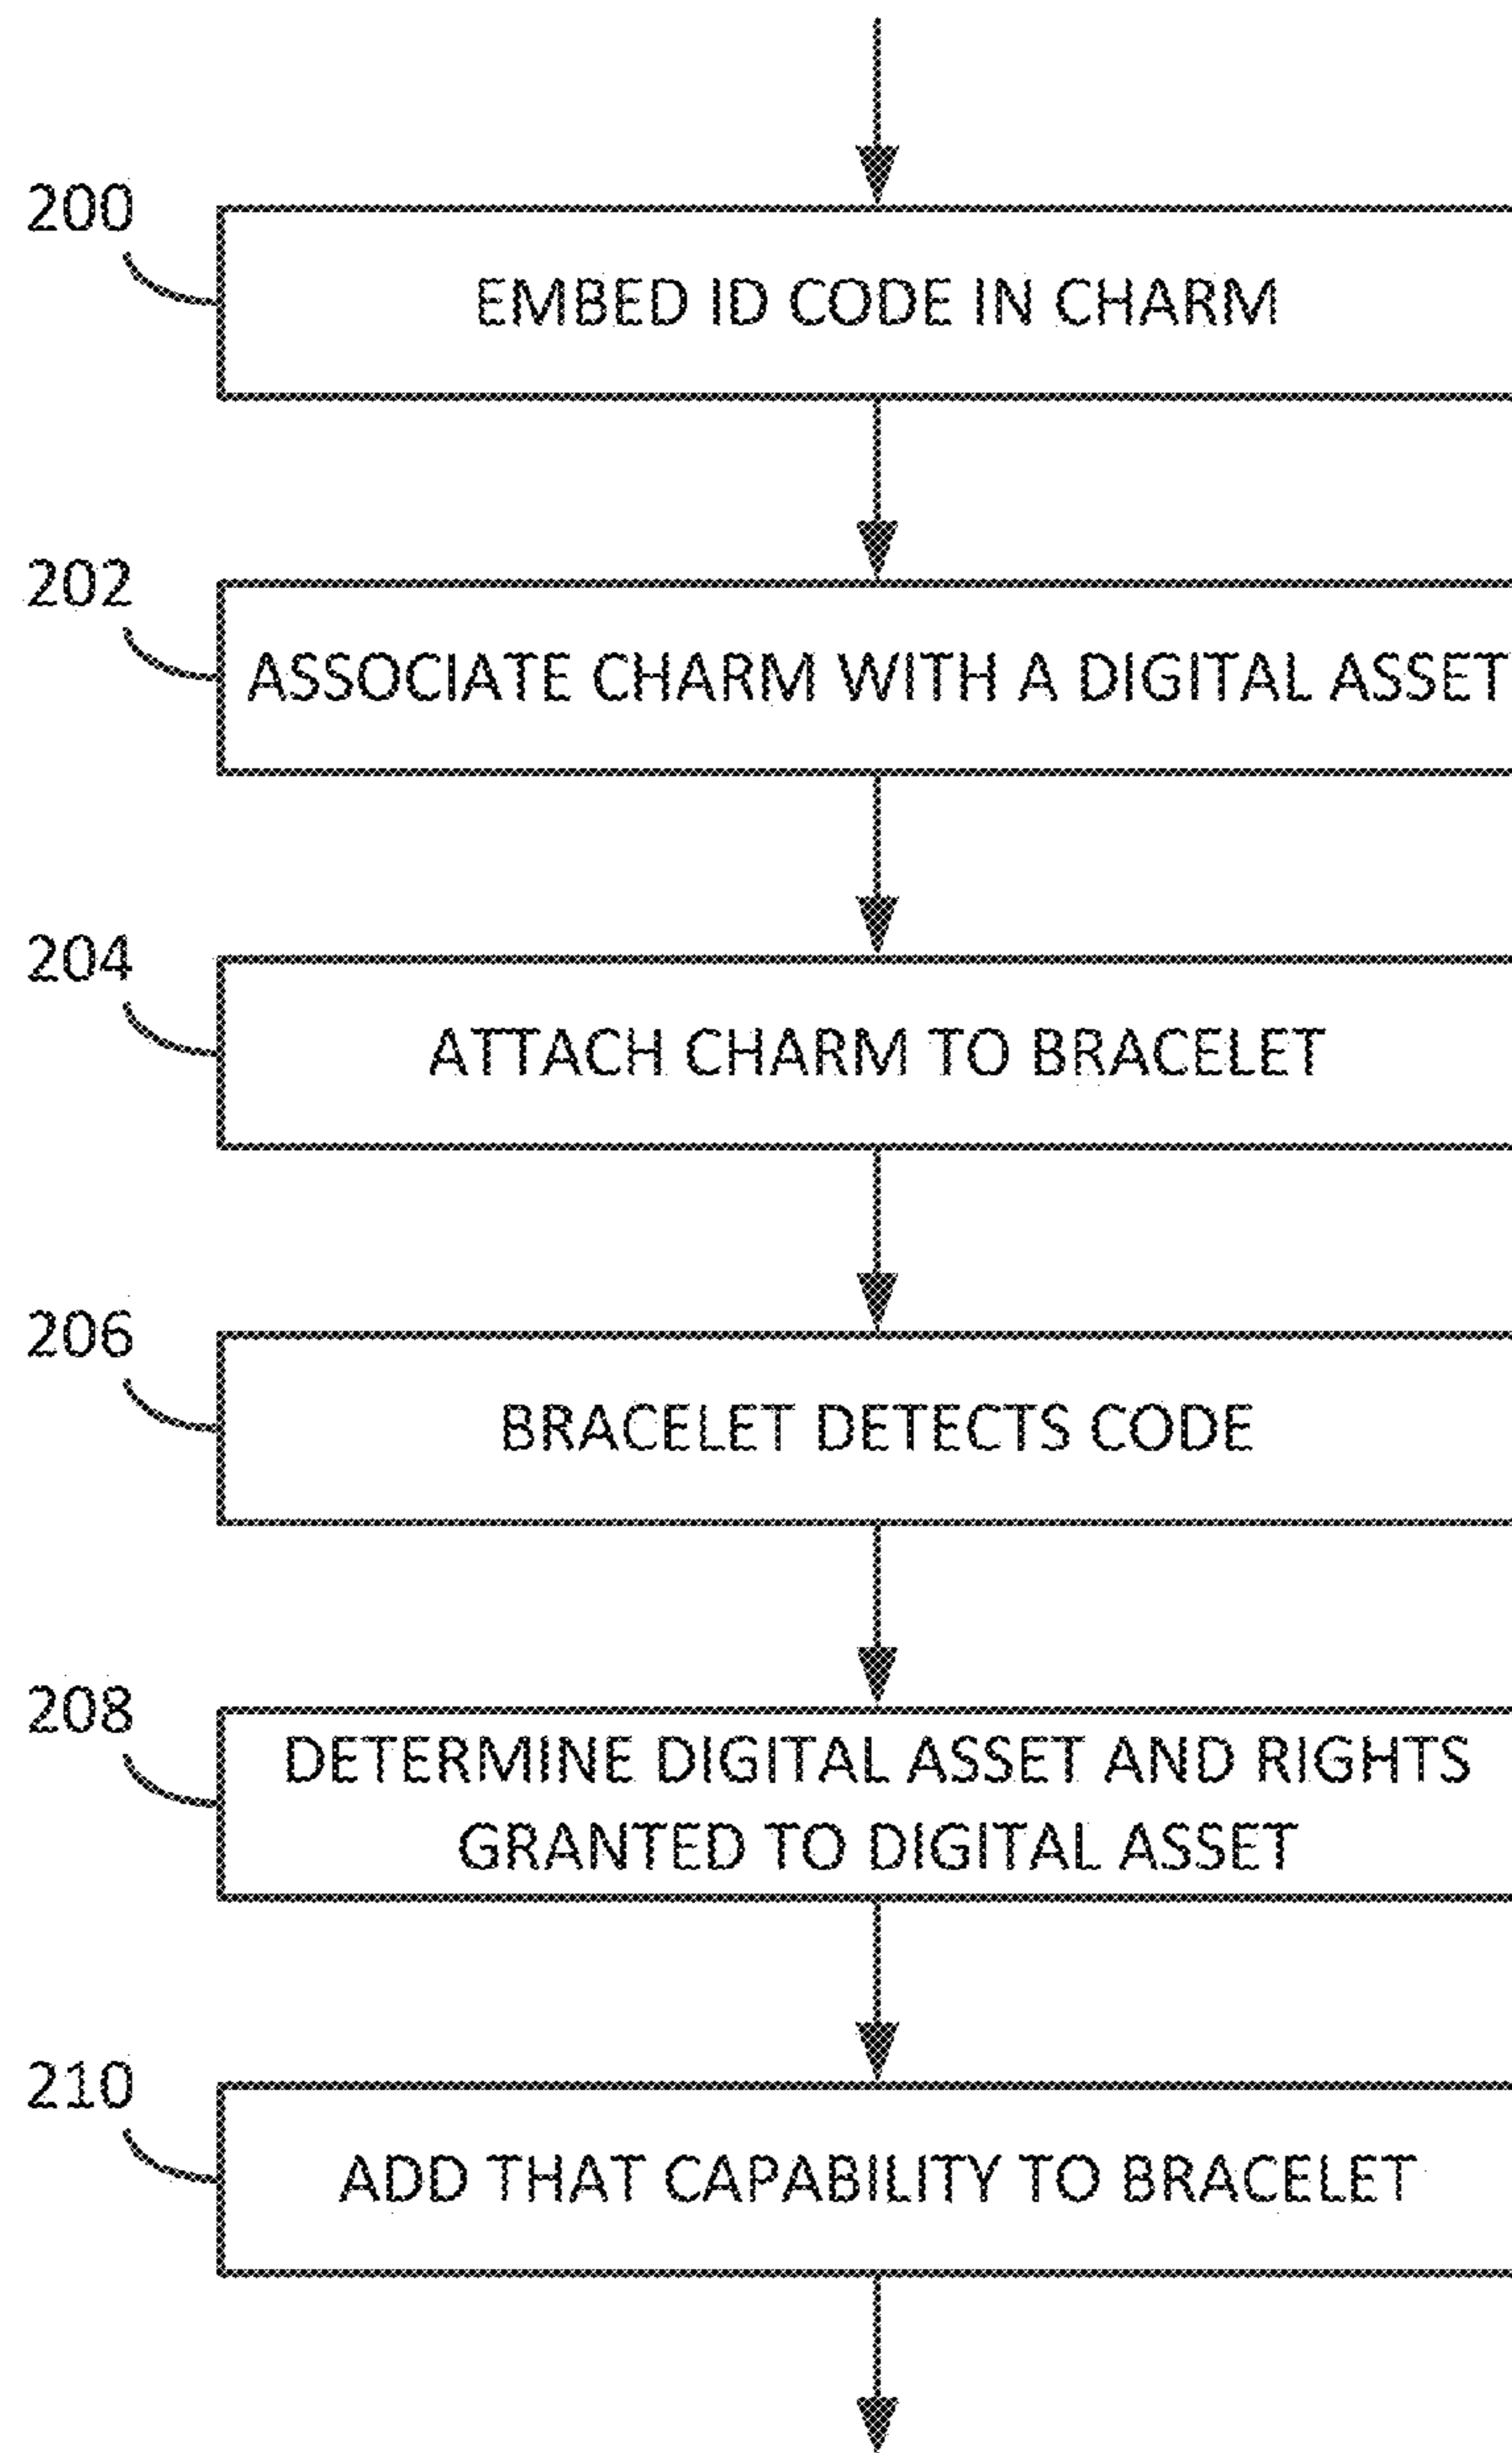 200
EMBED ID CODE IN CHARM
202
ASSOCIATE CHARM WITH A DIGITAL ASSET
204
ATTACH CHARM TO BRACELET
206
BRACELET DETECTS CODE
208
DETERMINE DIGITAL ASSET AND RIGHTS
GRANTED TO DIGITAL ASSET
210
ADD THAT CAPABILITY TO BRACELET